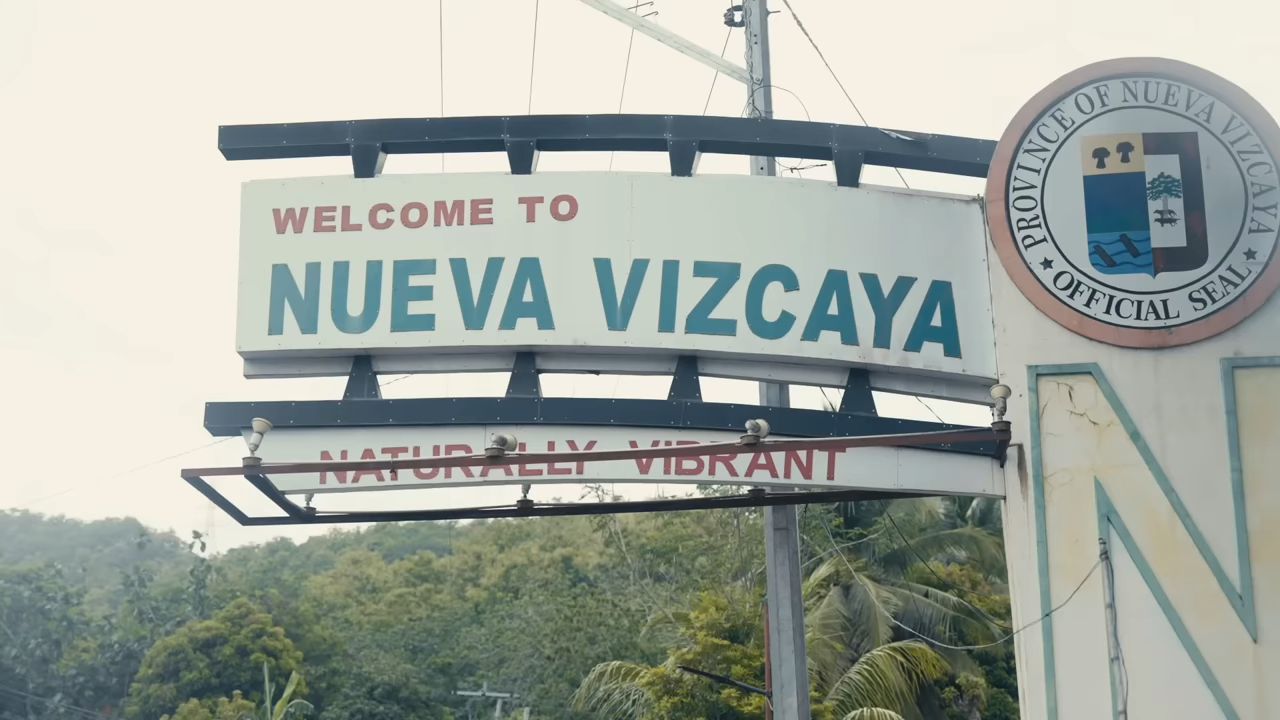 WELCOME TO
NUEVA VIZCAYA
NATURALLY VIBRANT
PROVINCE OF NUEVA VIZCAYA
★ OFFICIAL SEAL ★
N